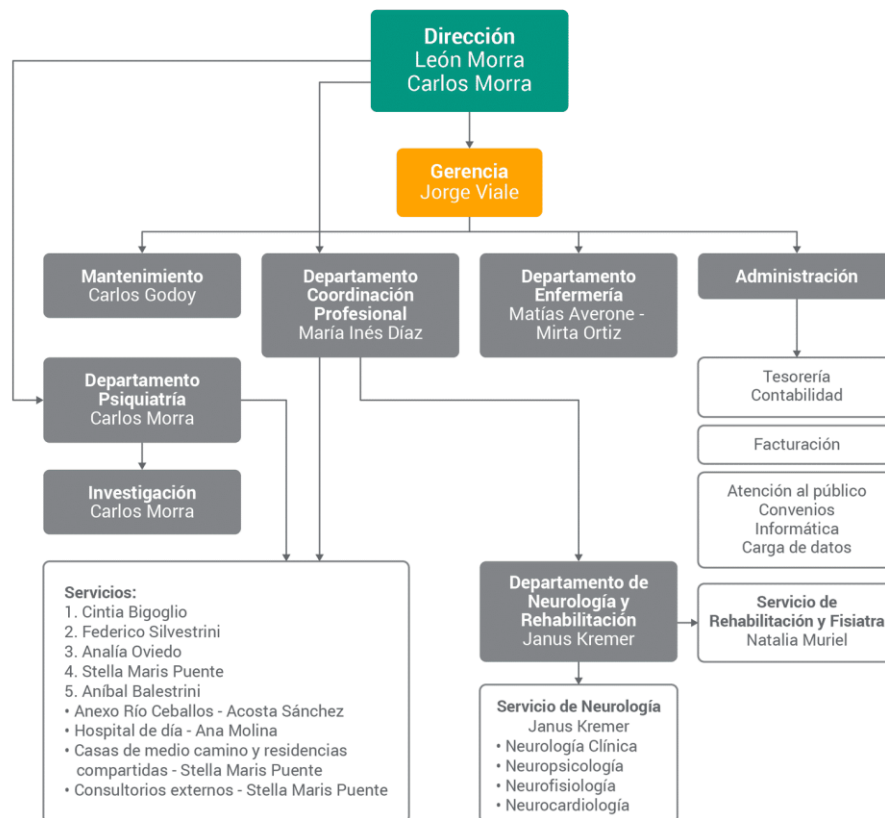 Dirección
León Morra
Carlos Morra
Gerencia
Jorge Viale
Mantenimiento
Carlos Godoy
Departamento
Coordinación
Profesional
María Inés Díaz
Departamento
Enfermería
Matías Averone -
Mirta Ortiz
Administración
Departamento
Psiquiatría
Carlos Morra
Tesorería
Contabilidad
Facturación
Investigación
Carlos Morra
Atención al público
Convenios
Informática
Carga de datos
Servicios:
1. Cintia Bigoglio
2. Federico Silvestrini
3. Analía Oviedo
4. Stella Maris Puente
5. Aníbal Balestrini
• Anexo Río Ceballos - Acosta Sánchez
• Hospital de día - Ana Molina
• Casas de medio camino y residencias
compartidas - Stella Maris Puente
• Consultorios externos - Stella Maris Puente
Departamento de
Neurología y
Rehabilitación
Janus Kremer
Servicio de
Rehabilitación y Fisiatra
Natalia Muriel
Servicio de Neurología
Janus Kremer
• Neurología Clínica
• Neuropsicología
• Neurofisiología
• Neurocardiología